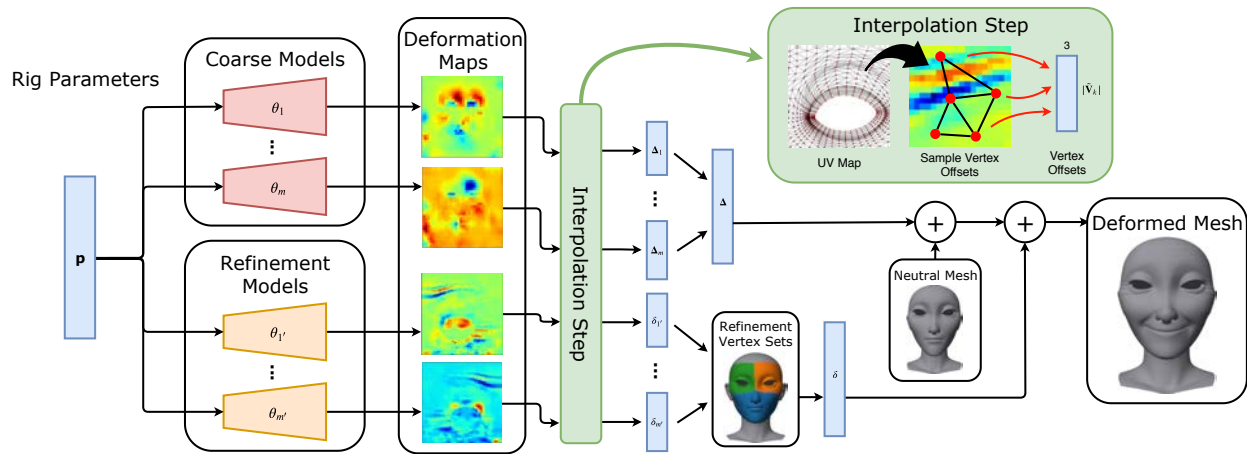 Rig Parameters
p
Coarse Models
θ₁
⋮
θₘ
Refinement
Models
θ₁′
⋮
θₘ′
Deformation
Maps
Interpolation Step
Δ₁
⋮
Δₘ
δ₁′
⋮
δₘ′
Δ
Refinement
Vertex Sets
δ
Interpolation Step
UV Map
Sample Vertex
Offsets
3
|Ṽₖ|
Vertex
Offsets
+
+
Neutral Mesh
Deformed Mesh